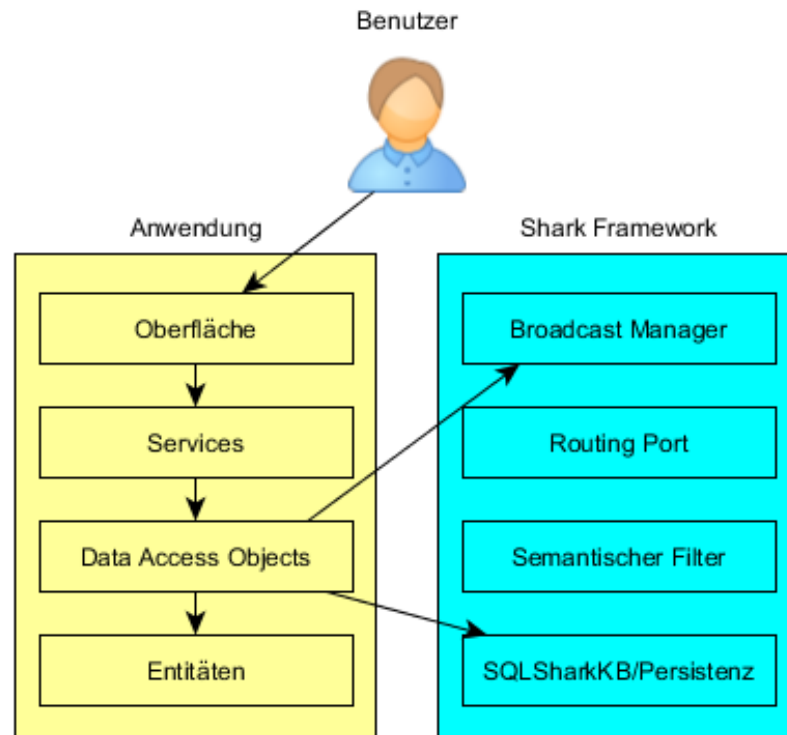 Benutzer
Anwendung
Oberfläche
Services
Data Access Objects
Entitäten
Shark Framework
Broadcast Manager
Routing Port
Semantischer Filter
SQLSharkKB/Persistenz